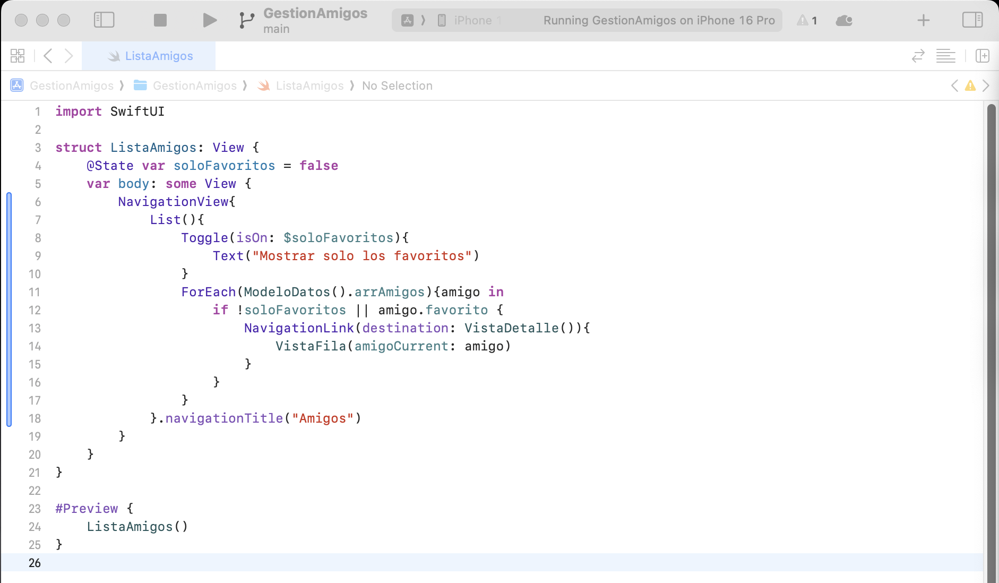 GestionAmigos
main
iPhone 1
Running GestionAmigos on iPhone 16 Pro
1
ListaAmigos
GestionAmigos
GestionAmigos
ListaAmigos
No Selection
1 import SwiftUI
2
3 struct ListaAmigos: View {
4     @State var soloFavoritos = false
5     var body: some View {
6         NavigationView{
7             List(){
8                 Toggle(isOn: $soloFavoritos){
9                     Text("Mostrar solo los favoritos")
10                 }
11                 ForEach(ModeloDatos().arrAmigos){amigo in
12                     if !soloFavoritos || amigo.favorito {
13                         NavigationLink(destination: VistaDetalle()){
14                             VistaFila(amigoCurrent: amigo)
15                         }
16                     }
17                 }
18             }.navigationTitle("Amigos")
19         }
20     }
21 }
22
23 #Preview {
24     ListaAmigos()
25 }
26